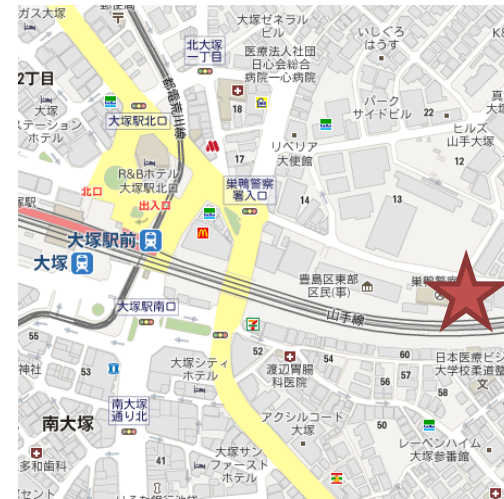 ガス大塚
大塚ゼネラル
ビル
いしぐろ
はうす
北大塚
一丁目
医療法人社団
日心会総合
病院一心病院
2丁目
大塚
ステーション
ホテル
大塚駅北口
都電荒川線
18
パーク
サイドビル
22
ヒルズ
山手大塚
リベリア
大使館
17
12
R&Bホテル
大塚駅北口
巣鴨警察
署入口
北口
出入口
14
13
大塚駅前
大塚
豊島区東部
区民(事)
巣鴨警察
山手線
大塚駅南口
55
53
51
52
54
60
渡辺胃腸
科医院
日本医療ビジ
大学校柔道整
文
大塚シティ
ホテル
56
57
58
神社
南大塚
南大塚
通り北
アクシルコート
大塚
50
レーベンハイム
大塚参番館
多和歯科
大塚サン
ファースト
ホテル
41